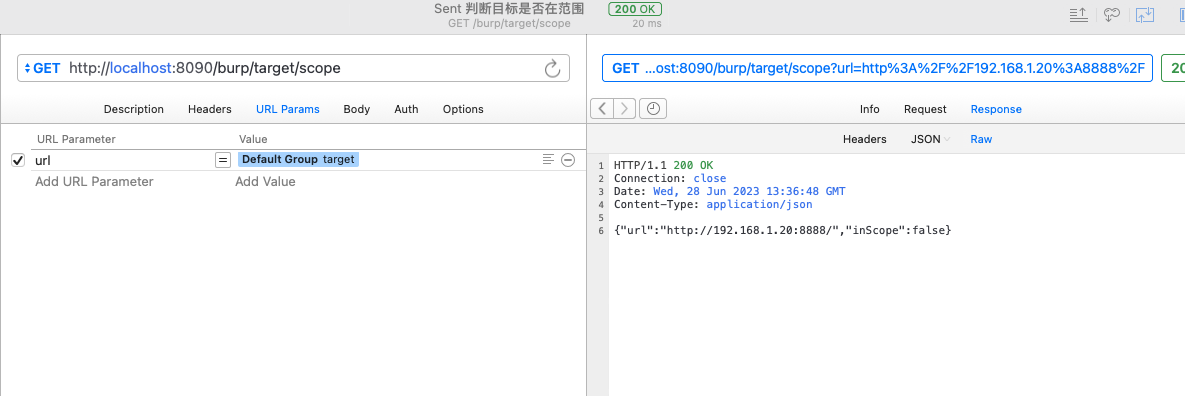 Sent 判断目标是否在范围
GET /burp/target/scope
200 OK
20 ms
GET http://localhost:8090/burp/target/scope
Description Headers URL Params Body Auth Options
URL Parameter Value
url = Default Group target
Add URL Parameter Add Value
GET ...ost:8090/burp/target/scope?url=http%3A%2F%2F192.168.1.20%3A8888%2F
20
Info Request Response
Headers JSON Raw
1 HTTP/1.1 200 OK
2 Connection: close
3 Date: Wed, 28 Jun 2023 13:36:48 GMT
4 Content-Type: application/json
5
6 {"url":"http://192.168.1.20:8888/","inScope":false}